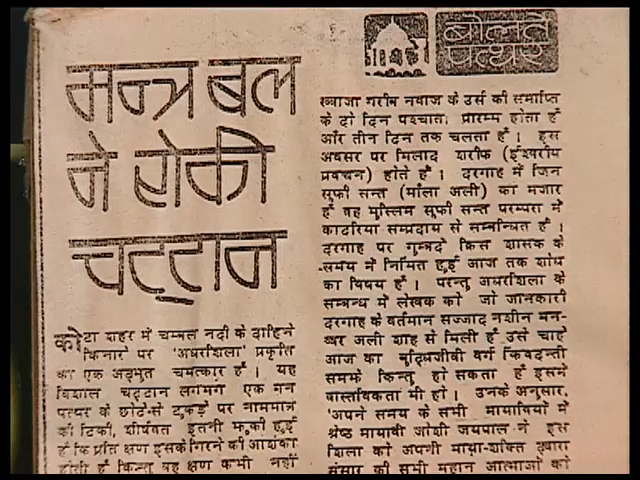 बोलते
पत्थर
मन्त्र बल
ने रोकी
चट्टान
कोटा शहर में चम्बल नदी के दाहिने
किनारे पर 'अधरशिला' प्रकृति
का एक अद्भुत चमत्कार है । यह
विशाल चट्टान लगभग एक गज
पत्थर के छोटे-से टुकड़े पर नाममात्र
को टिकी, शीर्षवत इतनी झुकी हुई
है कि प्रति क्षण इसके गिरने की आशंका
होती है किन्तु वह क्षण कभी नहीं
ख्वाजा गरीब नवाज के उर्स की समाप्ति
के दो दिन पश्चात् प्रारम्भ होता है
और तीन दिन तक चलता है । इस
अवसर पर मिलाद शरीफ (ईश्वरीय
प्रवचन) होते हैं । दरगाह में जिन
सूफी सन्त (मौला अली) का मजार
है वह मुस्लिम सूफी सन्त परम्परा में
कादरिया सम्प्रदाय से सम्बन्धित है ।
दरगाह पर गुम्बद किस शासक के
समय में निर्मित हुई आज तक शोध
का विषय है । परन्तु अधरशिला के
सम्बन्ध में लेखक को जो जानकारी
दरगाह के वर्तमान सज्जाद नशीन मन-
व्वर अली शाह से मिली है उसे चाहे
आज का बुद्धिजीवी वर्ग किंवदन्ती
समझे किन्तु हो सकता है इसमें
वास्तविकता भी हो । उनके अनुसार,
'अपने समय के सभी मायावियों में
श्रेष्ठ मायावी जोशी जयपाल ने इस
शिला को अपनी माया-शक्ति द्वारा
संसार की सभी महान आत्माओं को